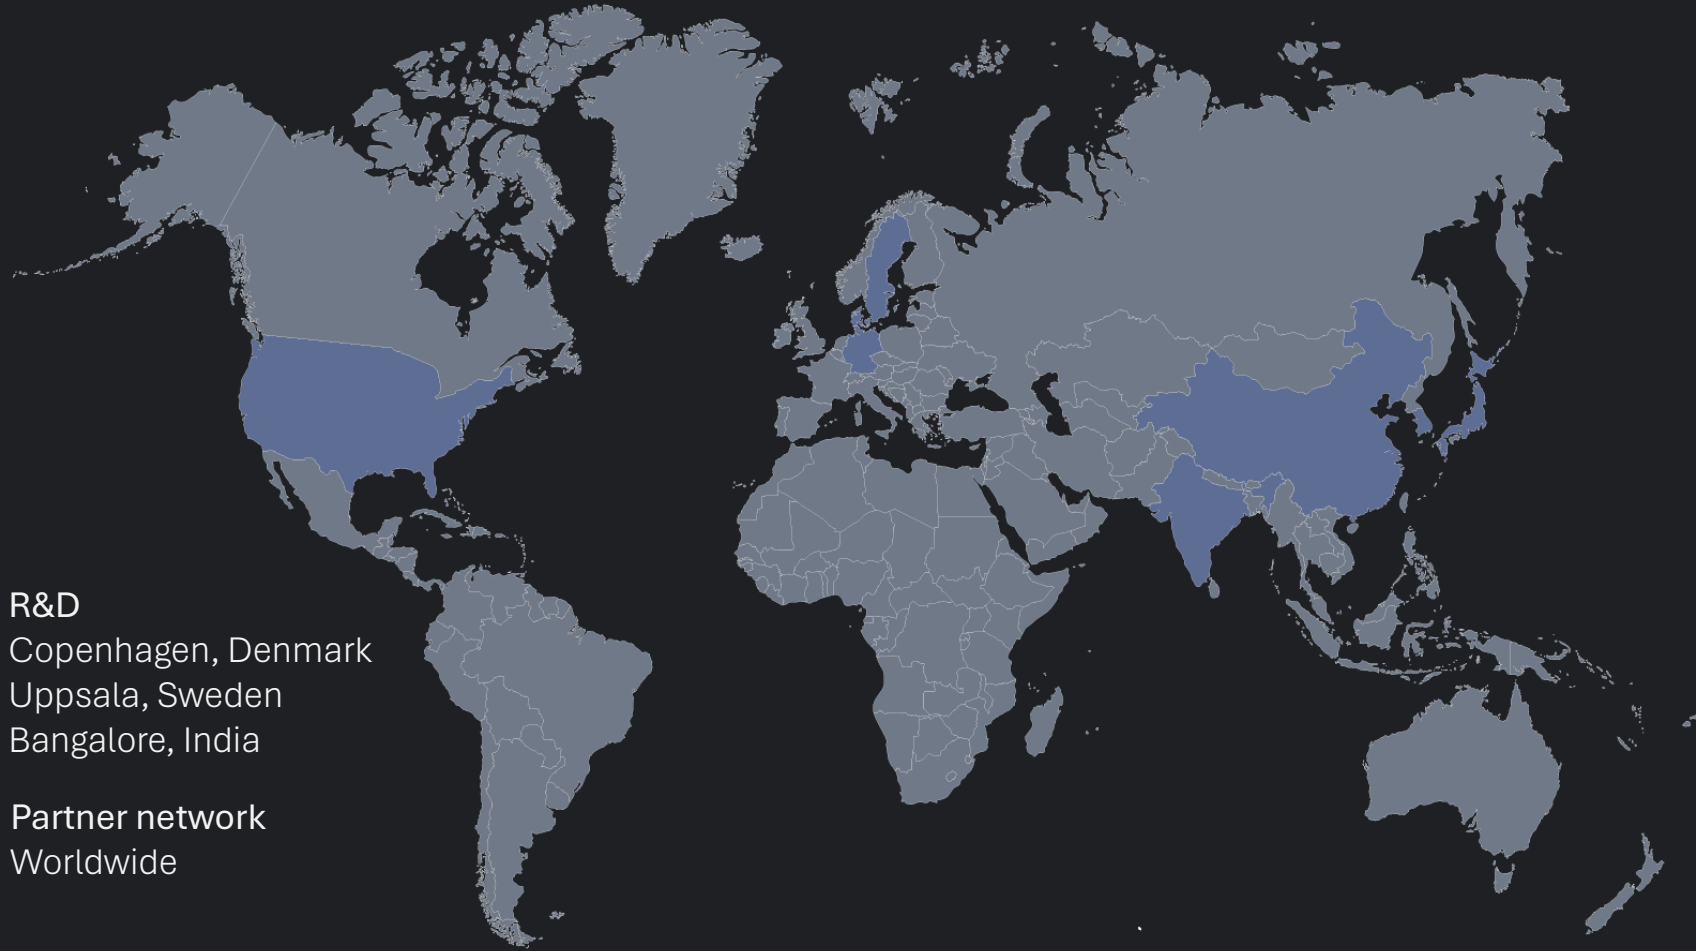 R&D
Copenhagen, Denmark
Uppsala, Sweden
Bangalore, India
Partner network
Worldwide